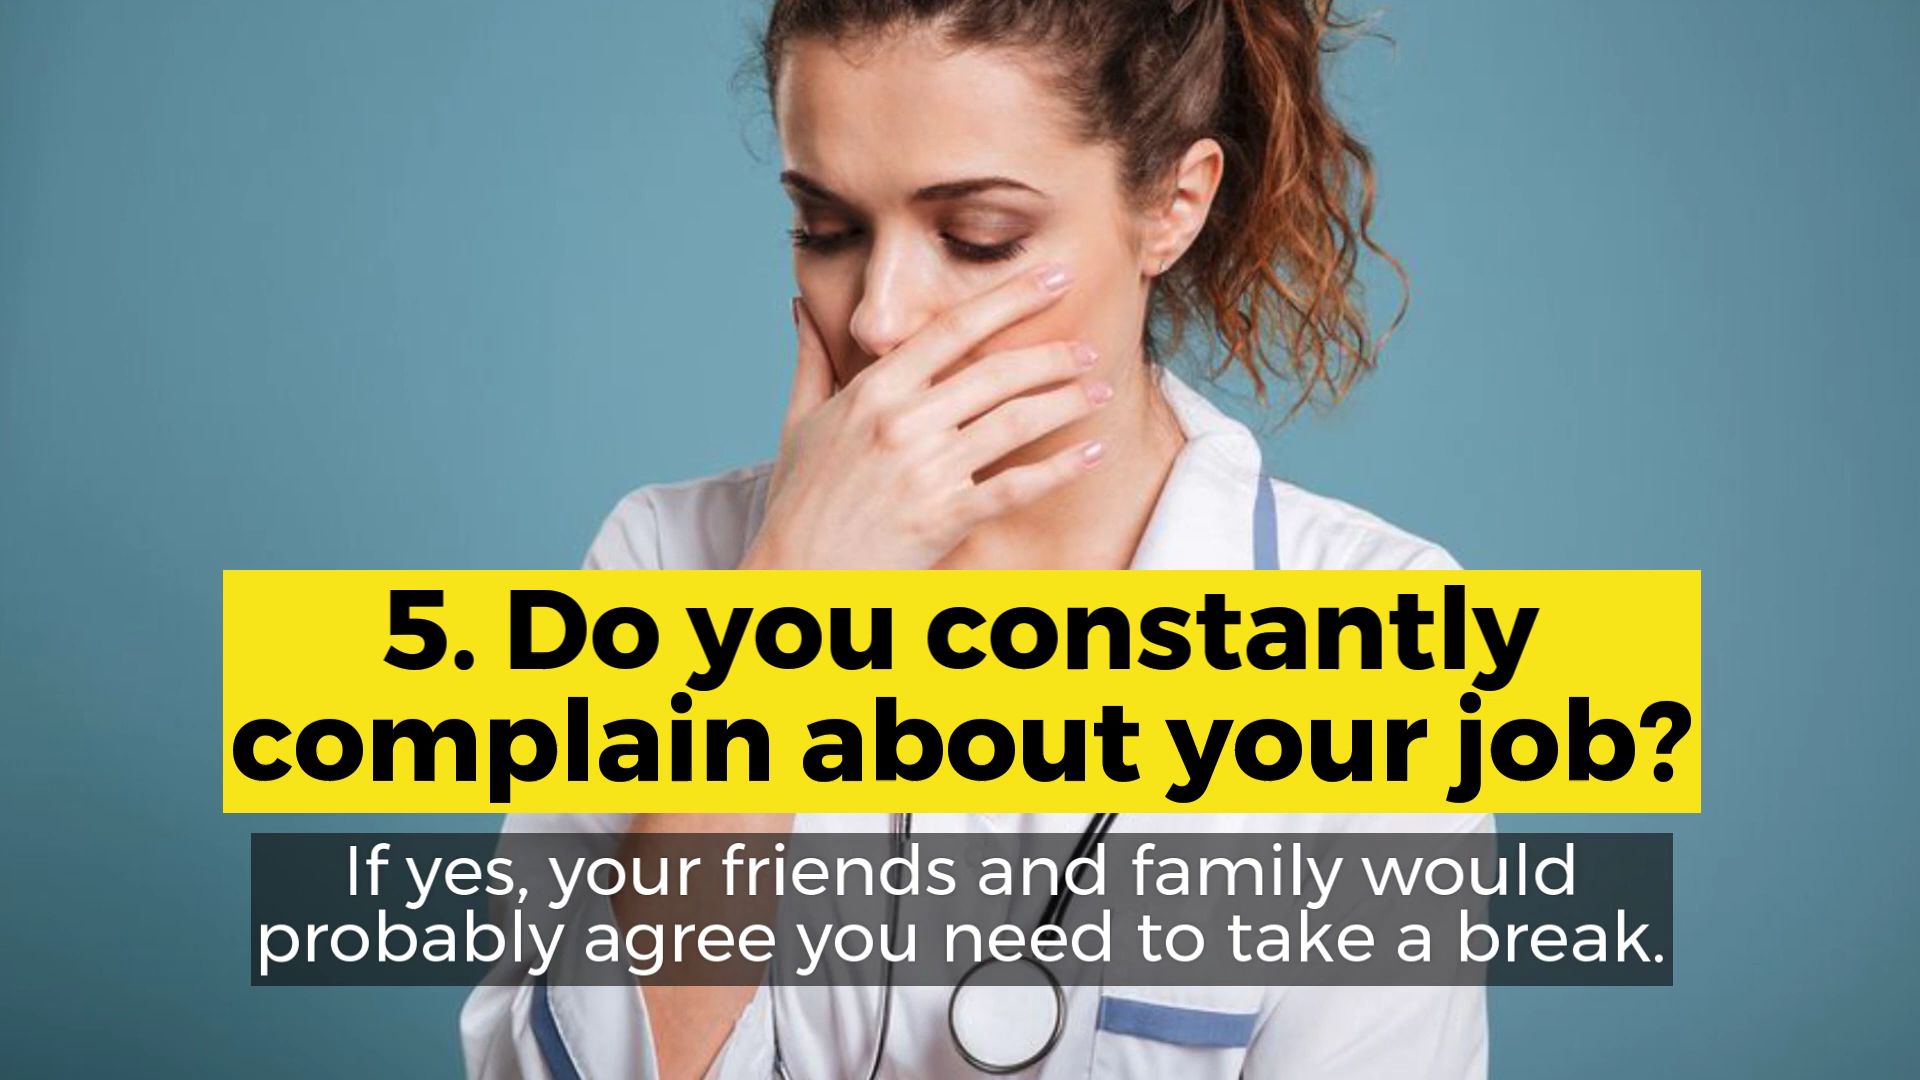 5. Do you constantly
complain about your job?
If yes, your friends and family would
probably agree you need to take a break.